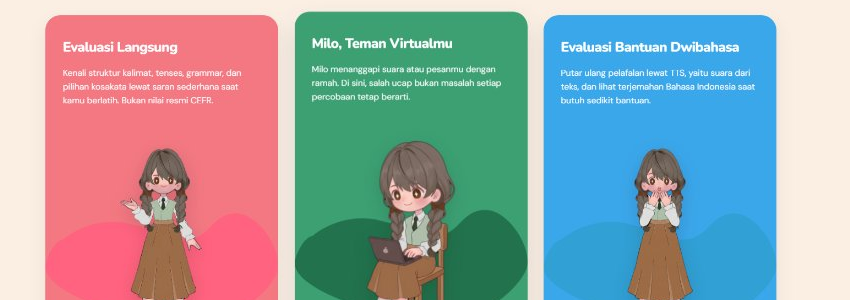 Evaluasi Langsung
Kenali struktur kalimat, tenses, grammar, dan
pilihan kosakata lewat saran sederhana saat
kamu berlatih. Bukan nilai resmi CEFR.
Milo, Teman Virtualmu
Milo menanggapi suara atau pesanmu dengan
ramah. Di sini, salah ucap bukan masalah setiap
percobaan tetap berarti.
Evaluasi Bantuan Dwibahasa
Putar ulang pelafalan lewat TTS, yaitu suara dari
teks, dan lihat terjemahan Bahasa Indonesia saat
butuh sedikit bantuan.